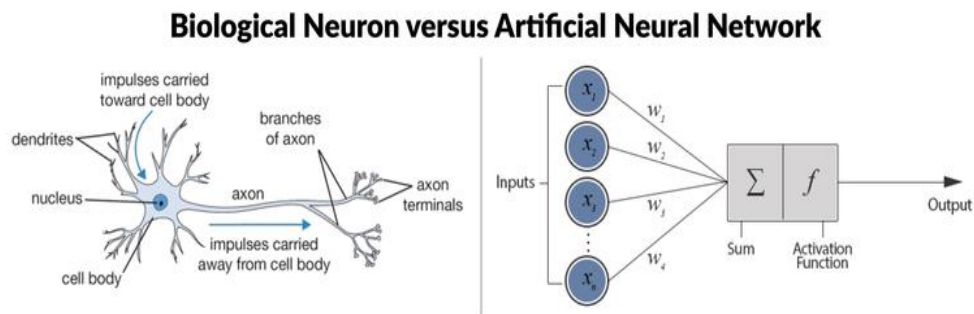 Biological Neuron versus Artificial Neural Network
impulses carried
toward cell body
dendrites
nucleus
cell body
axon
branches
of axon
axon
terminals
impulses carried
away from cell body
Inputs
x₁
x₂
x₃
xₙ
w₁
w₂
w₃
w₄
∑
f
Sum
Activation
Function
Output